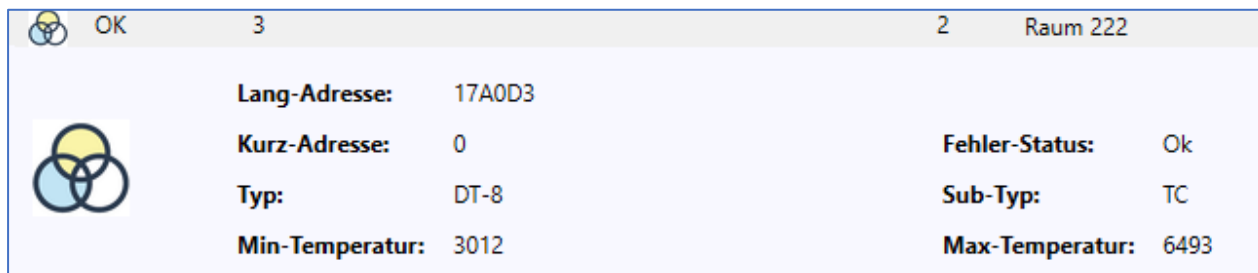 OK 3 2 Raum 222
Lang-Adresse: 17A0D3
Kurz-Adresse: 0 Fehler-Status: Ok
Typ: DT-8 Sub-Typ: TC
Min-Temperatur: 3012 Max-Temperatur: 6493